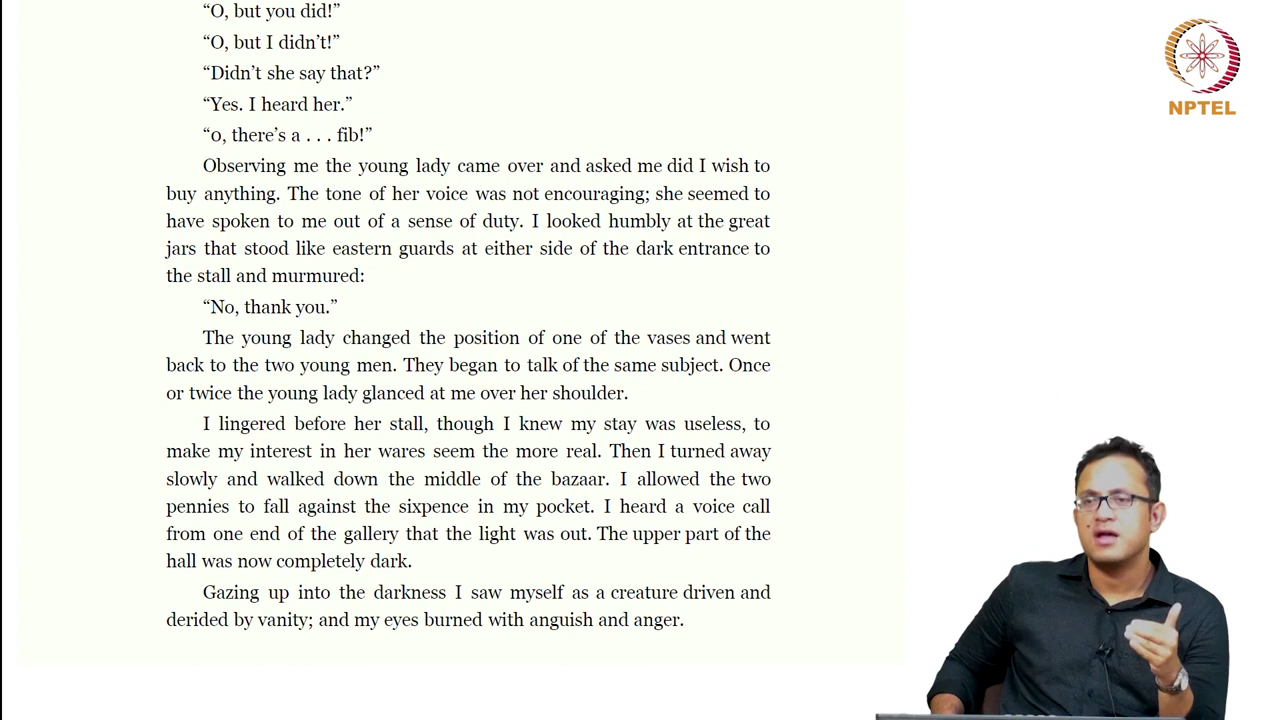 “O, but you did!”
“O, but I didn’t!”
“Didn’t she say that?”
“Yes. I heard her.”
“o, there’s a . . . fib!”
Observing me the young lady came over and asked me did I wish to
buy anything. The tone of her voice was not encouraging; she seemed to
have spoken to me out of a sense of duty. I looked humbly at the great
jars that stood like eastern guards at either side of the dark entrance to
the stall and murmured:
“No, thank you.”
The young lady changed the position of one of the vases and went
back to the two young men. They began to talk of the same subject. Once
or twice the young lady glanced at me over her shoulder.
I lingered before her stall, though I knew my stay was useless, to
make my interest in her wares seem the more real. Then I turned away
slowly and walked down the middle of the bazaar. I allowed the two
pennies to fall against the sixpence in my pocket. I heard a voice call
from one end of the gallery that the light was out. The upper part of the
hall was now completely dark.
Gazing up into the darkness I saw myself as a creature driven and
derided by vanity; and my eyes burned with anguish and anger.
NPTEL